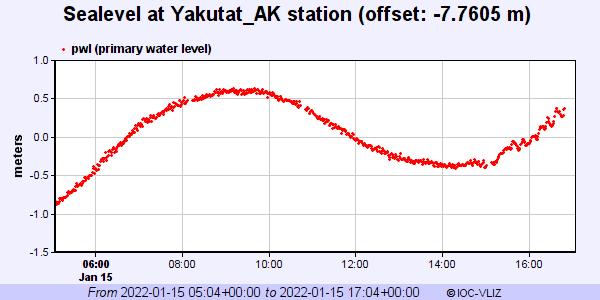 Sealevel at Yakutat_AK station (offset: -7.7605 m)
pwl (primary water level)
1.0
0.5
0.0
-0.5
-1.0
-1.5
meters
06:00 08:00 10:00 12:00 14:00 16:00
Jan 15
From 2022-01-15 05:04+00:00 to 2022-01-15 17:04+00:00 © IOC-VLIZ